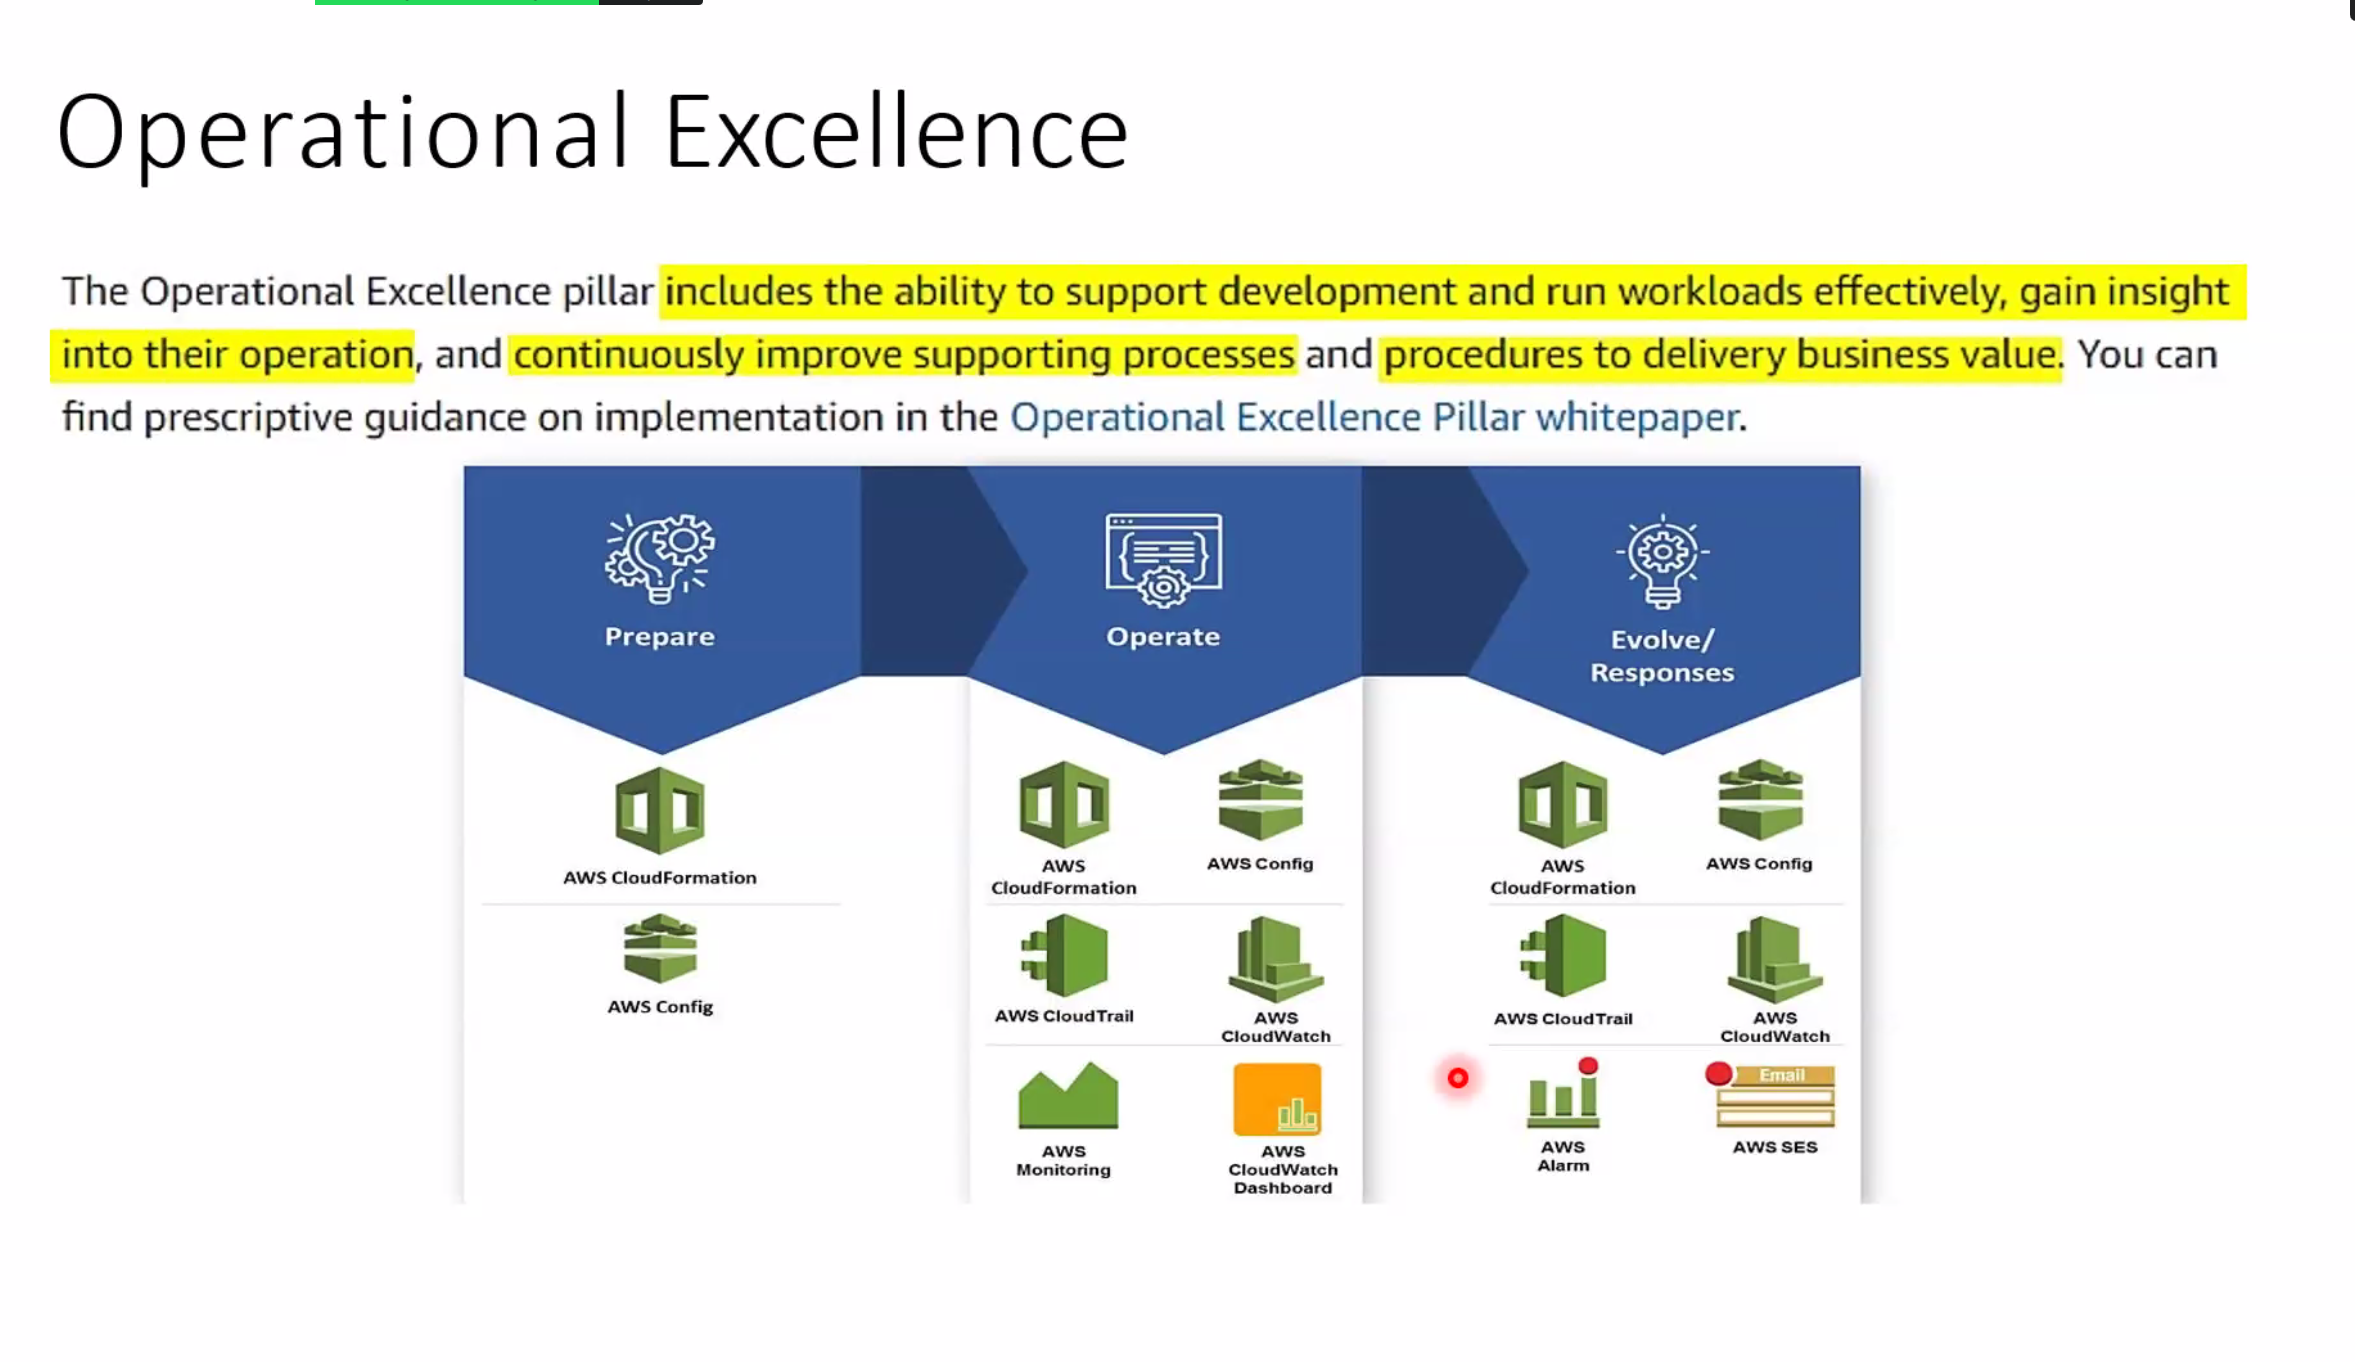 Operational Excellence
The Operational Excellence pillar includes the ability to support development and run workloads effectively, gain insight
into their operation, and continuously improve supporting processes and procedures to delivery business value. You can
find prescriptive guidance on implementation in the Operational Excellence Pillar whitepaper.
Prepare
Operate
Evolve/
Responses
AWS CloudFormation
AWS Config
AWS
CloudFormation
AWS Config
AWS CloudTrail
AWS
CloudWatch
AWS
Monitoring
AWS
CloudWatch
Dashboard
AWS
CloudFormation
AWS Config
AWS CloudTrail
AWS
CloudWatch
AWS
Alarm
Email
AWS SES